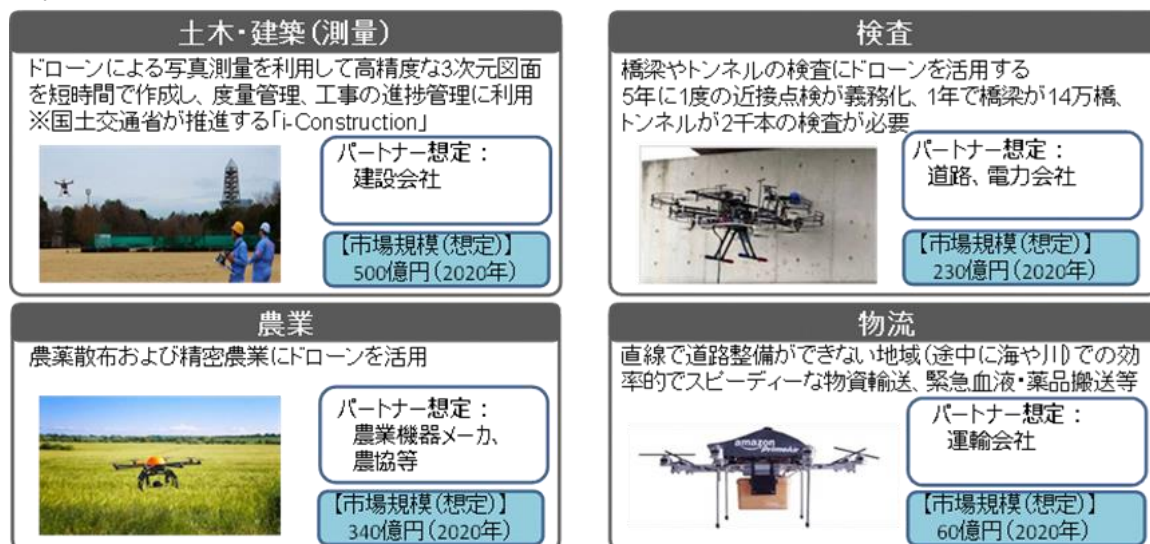 土木・建築(測量)
ドローンによる写真測量を利用して高精度な3次元図面
を短時間で作成し、度量管理、工事の進捗管理に利用
※国土交通省が推進する「i-Construction」
パートナー想定:
建設会社
【市場規模(想定)】
500億円(2020年)
検査
橋梁やトンネルの検査にドローンを活用する
5年に1度の近接点検が義務化、1年で橋梁が14万橋、
トンネルが2千本の検査が必要
パートナー想定:
道路、電力会社
【市場規模(想定)】
230億円(2020年)
農業
農薬散布および精密農業にドローンを活用
パートナー想定:
農業機器メーカ、
農協等
【市場規模(想定)】
340億円(2020年)
物流
直線で道路整備ができない地域(途中に海や川)での効
率的でスピーディーな物資輸送、緊急血液・薬品搬送等
amazon
PrimeAir
パートナー想定:
運輸会社
【市場規模(想定)】
60億円(2020年)